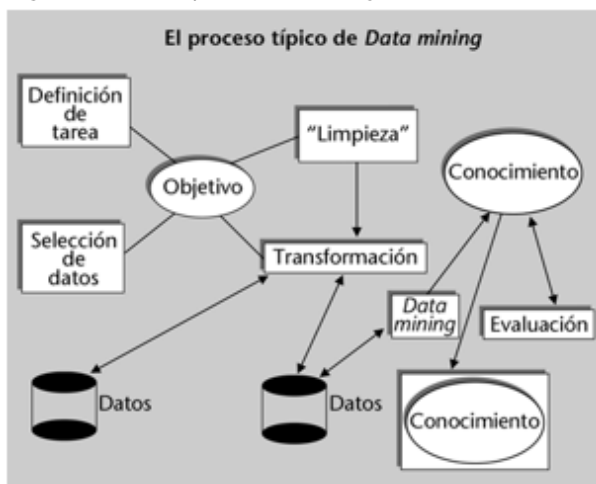 El proceso típico de Data mining
Definición
de
tarea
"Limpieza"
Conocimiento
Objetivo
Selección
de
datos
Transformación
Data
mining
Evaluación
Datos
Datos
Conocimiento